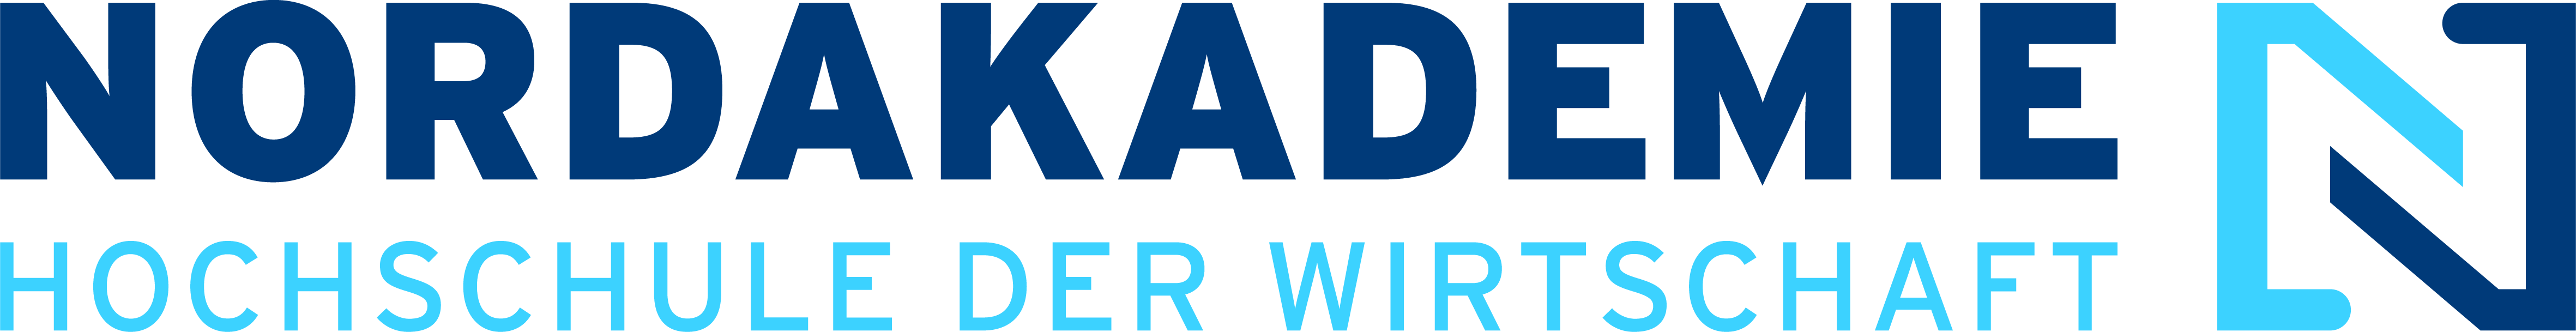 NORDAKADEMIE
HOCHSCHULE DER WIRTSCHAFT